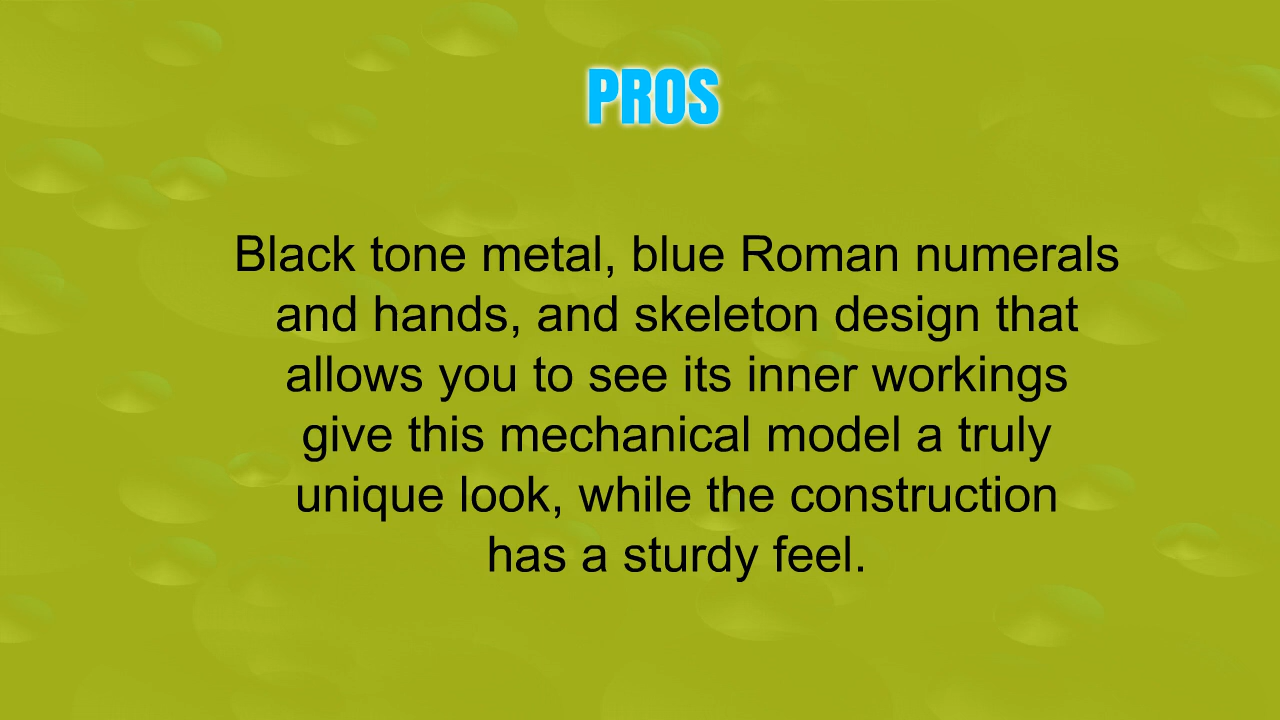 PROS
Black tone metal, blue Roman numerals
and hands, and skeleton design that
allows you to see its inner workings
give this mechanical model a truly
unique look, while the construction
has a sturdy feel.